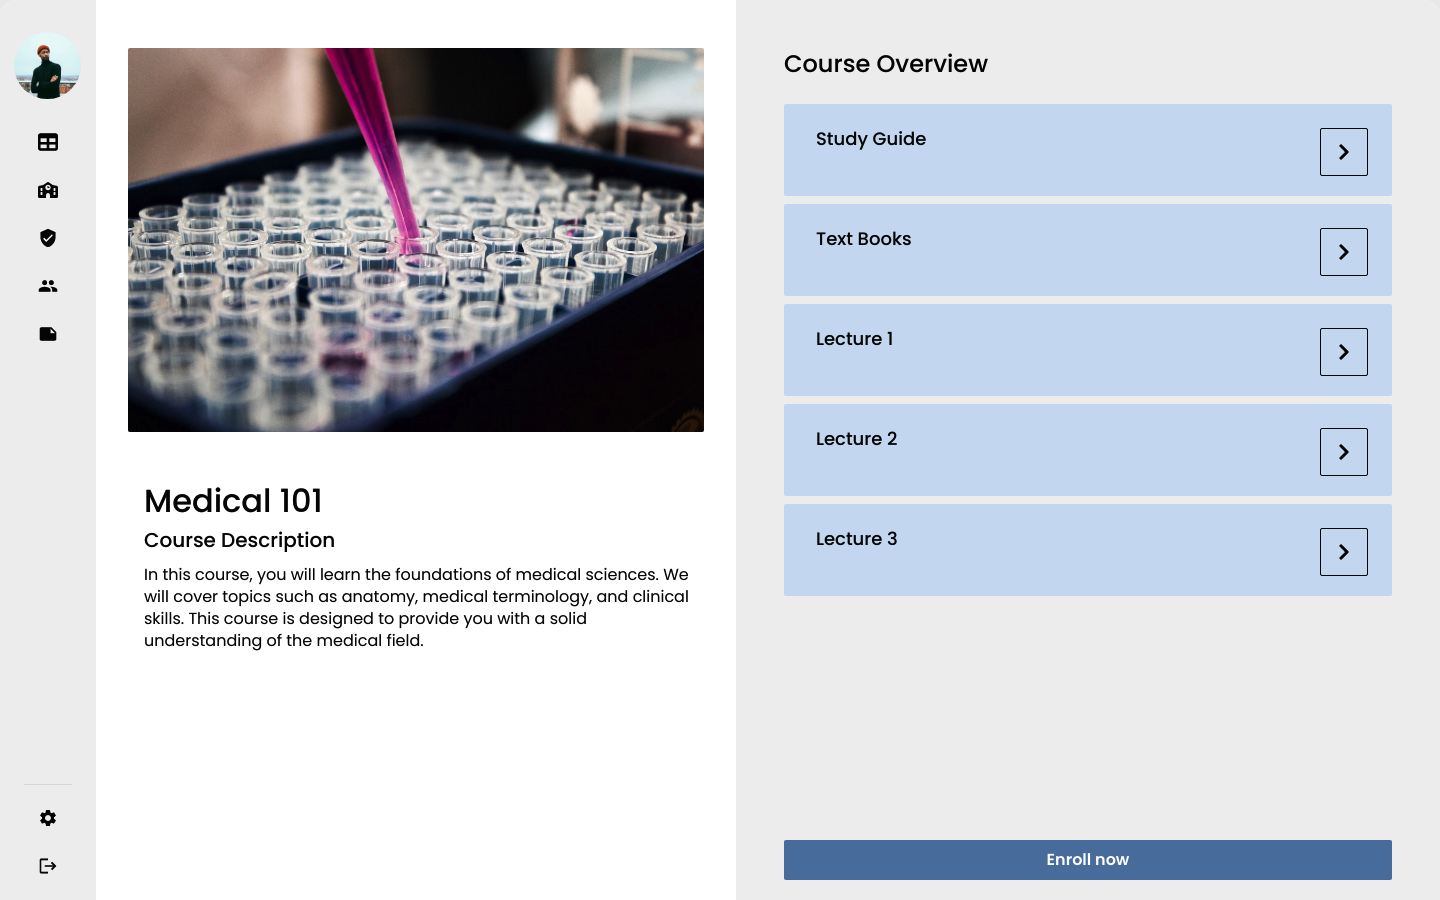 Medical 101
Course Description
In this course, you will learn the foundations of medical sciences. We
will cover topics such as anatomy, medical terminology, and clinical
skills. This course is designed to provide you with a solid
understanding of the medical field.
Course Overview
Study Guide
Text Books
Lecture 1
Lecture 2
Lecture 3
Enroll now